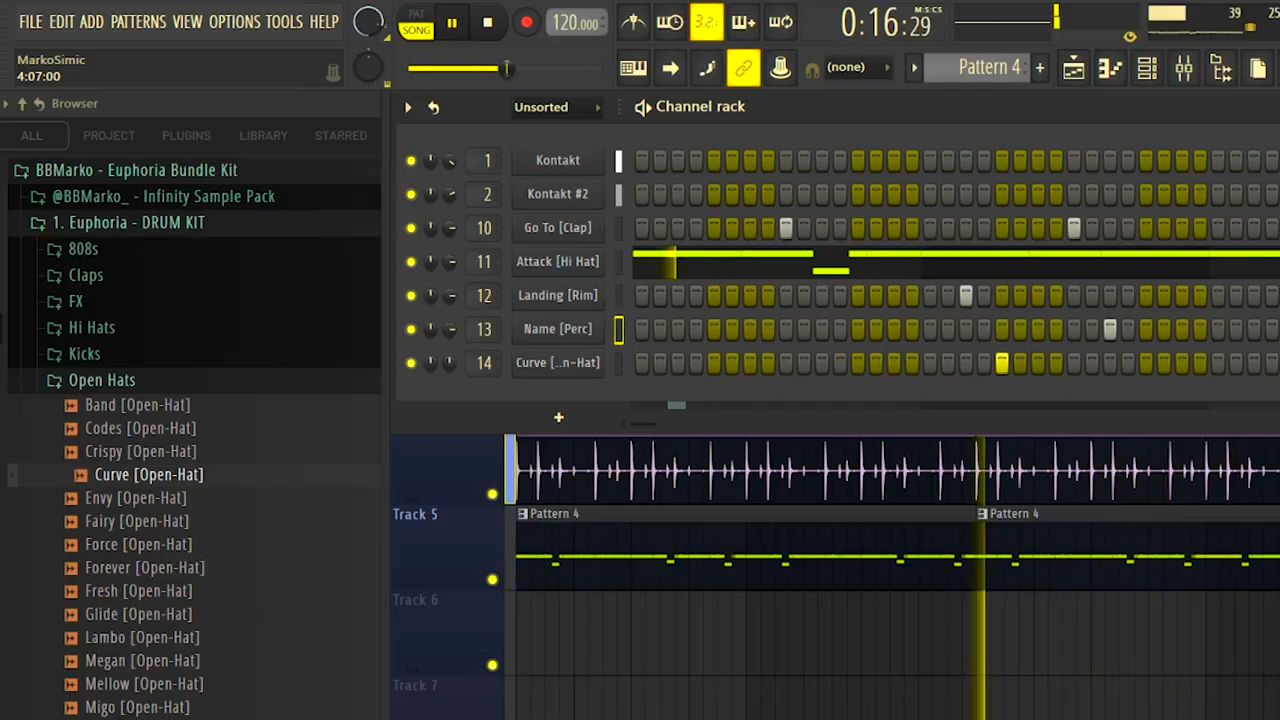 FILE EDIT ADD PATTERNS VIEW OPTIONS TOOLS HELP
PAT
SONG
120.000
3.2.
0:16:29
M:S:CS
39
25
MarkoSimic
4:07:00
(none)
Pattern 4
Browser
Unsorted
Channel rack
ALL
PROJECT
PLUGINS
LIBRARY
STARRED
BBMarko - Euphoria Bundle Kit
@BBMarko_ - Infinity Sample Pack
1. Euphoria - DRUM KIT
808s
Claps
FX
Hi Hats
Kicks
Open Hats
Band [Open-Hat]
Codes [Open-Hat]
Crispy [Open-Hat]
Curve [Open-Hat]
Envy [Open-Hat]
Fairy [Open-Hat]
Force [Open-Hat]
Forever [Open-Hat]
Fresh [Open-Hat]
Glide [Open-Hat]
Lambo [Open-Hat]
Megan [Open-Hat]
Mellow [Open-Hat]
Migo [Open-Hat]
1 Kontakt
2 Kontakt #2
10 Go To [Clap]
11 Attack [Hi Hat]
12 Landing [Rim]
13 Name [Perc]
14 Curve [..n-Hat]
Track 5
Pattern 4
Pattern 4
Track 6
Track 7